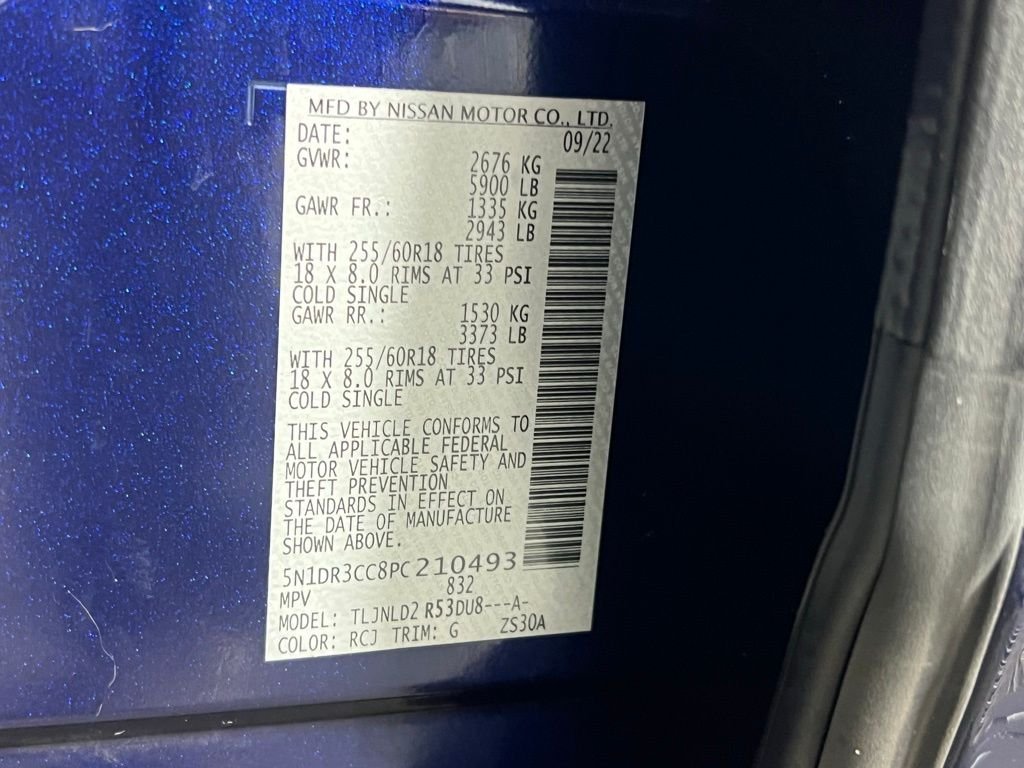 MFD BY NISSAN MOTOR CO., LTD.
DATE: 09/22
GVWR: 2676 KG
5900 LB
GAWR FR.: 1335 KG
2943 LB
WITH 255/60R18 TIRES
18 X 8.0 RIMS AT 33 PSI
COLD SINGLE
GAWR RR.: 1530 KG
3373 LB
WITH 255/60R18 TIRES
18 X 8.0 RIMS AT 33 PSI
COLD SINGLE
THIS VEHICLE CONFORMS TO
ALL APPLICABLE FEDERAL
MOTOR VEHICLE SAFETY AND
THEFT PREVENTION
STANDARDS IN EFFECT ON
THE DATE OF MANUFACTURE
SHOWN ABOVE.
5N1DR3CC8PC210493
MPV 832
MODEL: TLJNLD2 R53DU8---A-
COLOR: RCJ TRIM: G ZS30A